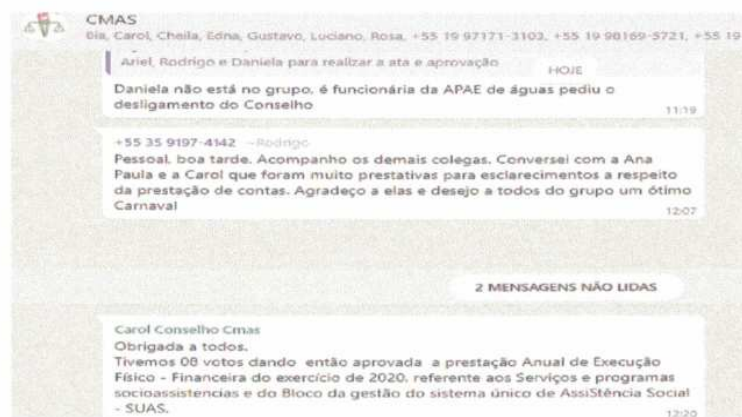 CMAS
Bia, Carol, Cheila, Edna, Gustavo, Luciano, Rosa, +55 19 97171-3103, +55 19 98169-5721, +55 19
Ariel, Rodrigo e Daniela para realizar a ata e aprovação
HOJE
Daniela não está no grupo, é funcionária da APAE de águas pediu o
desligamento do Conselho
11:19
+55 35 9197-4142 ~Rodrigo
Pessoal, boa tarde. Acompanho os demais colegas. Conversei com a Ana
Paula e a Carol que foram muito prestativas para esclarecimentos a respeito
da prestação de contas. Agradeço a elas e desejo a todos do grupo um ótimo
Carnaval
12:07
2 MENSAGENS NÃO LIDAS
Carol Conselho Cmas
Obrigada a todos.
Tivemos 08 votos dando então aprovada a prestação Anual de Execução
Físico - Financeira do exercício de 2020, referente aos Serviços e programas
socioassistencias e do Bloco da gestão do sistema único de AssiStência Social
- SUAS.
12:20